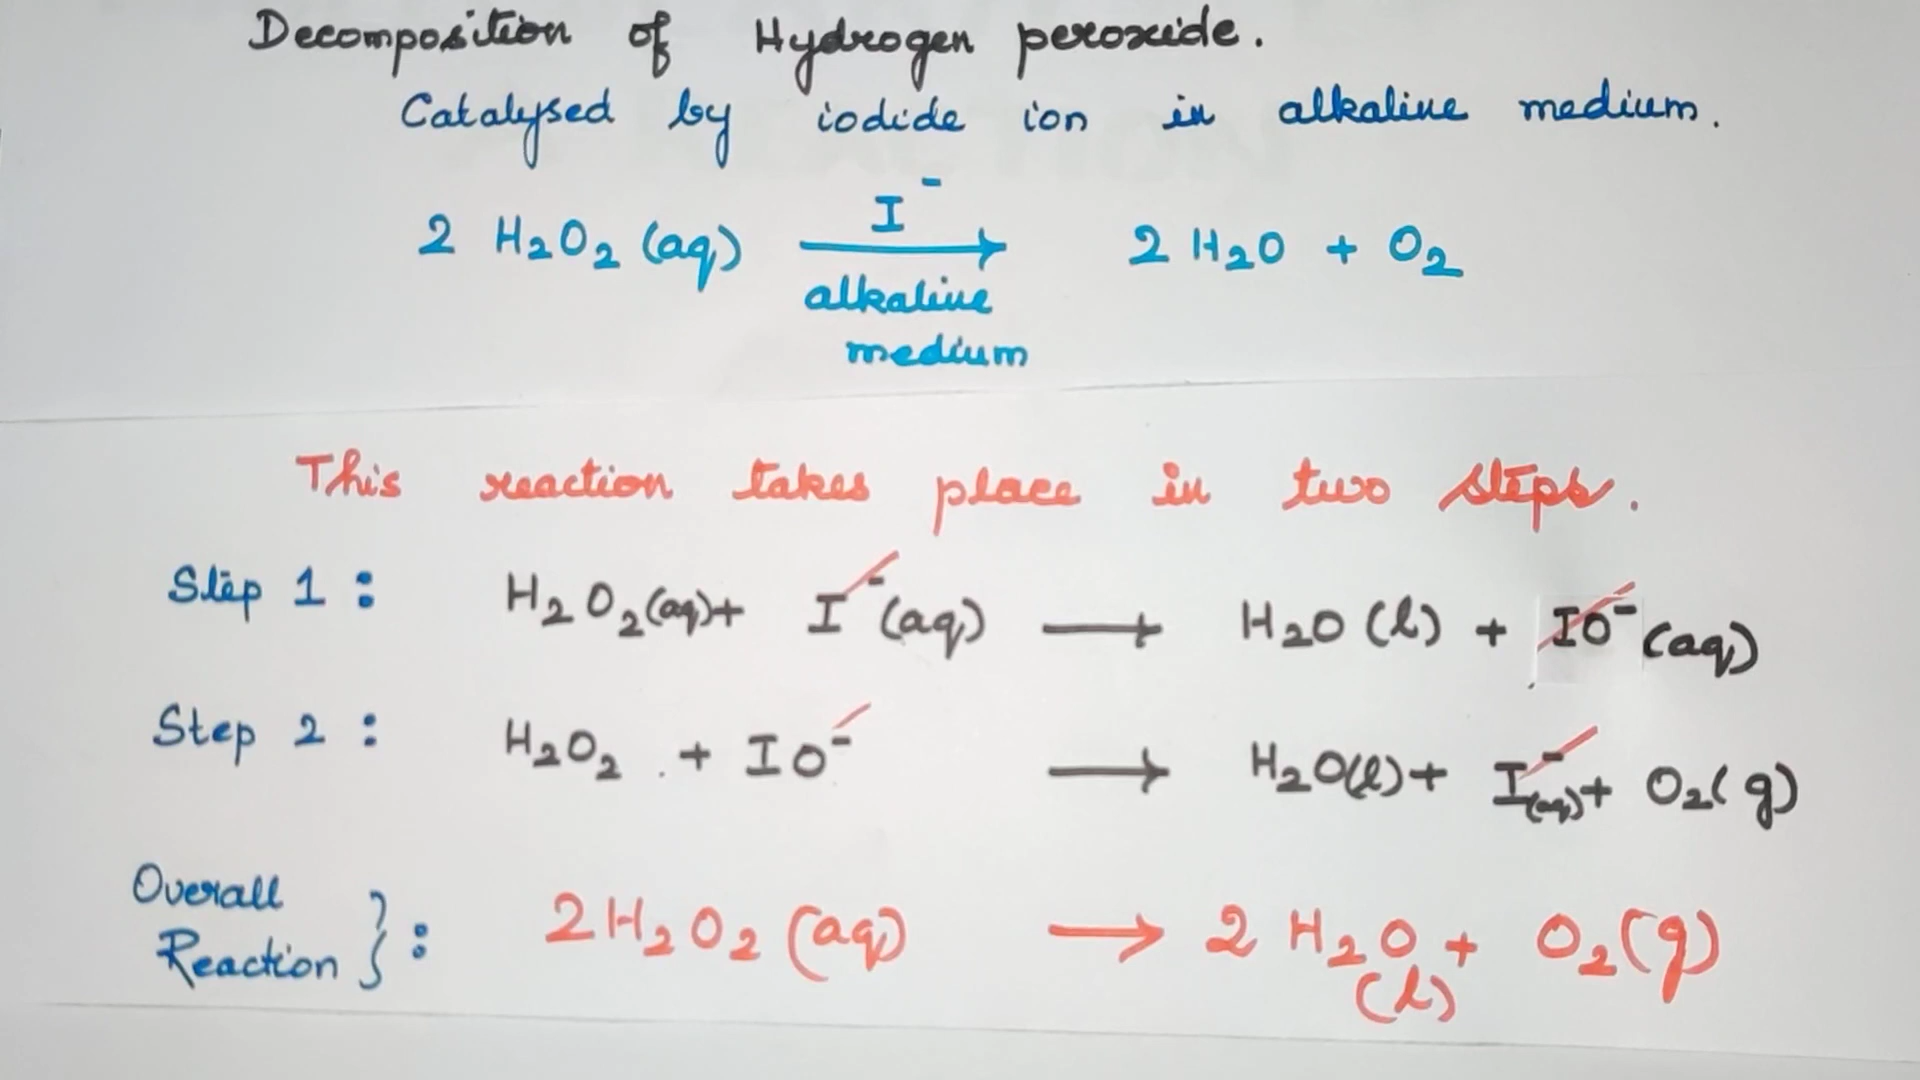 Decomposition of Hydrogen peroxide.
Catalysed by iodide ion in alkaline medium.
I⁻
2 H₂O₂ (aq) → 2 H₂O + O₂
alkaline
medium
This reaction takes place in two steps.
Step 1 : H₂O₂(aq) + I⁻(aq) → H₂O (l) + IO⁻(aq)
Step 2 : H₂O₂ + IO⁻ → H₂O(l) + I⁻(aq) + O₂(g)
Overall
Reaction } : 2H₂O₂ (aq) → 2 H₂O + O₂(g)
(l)